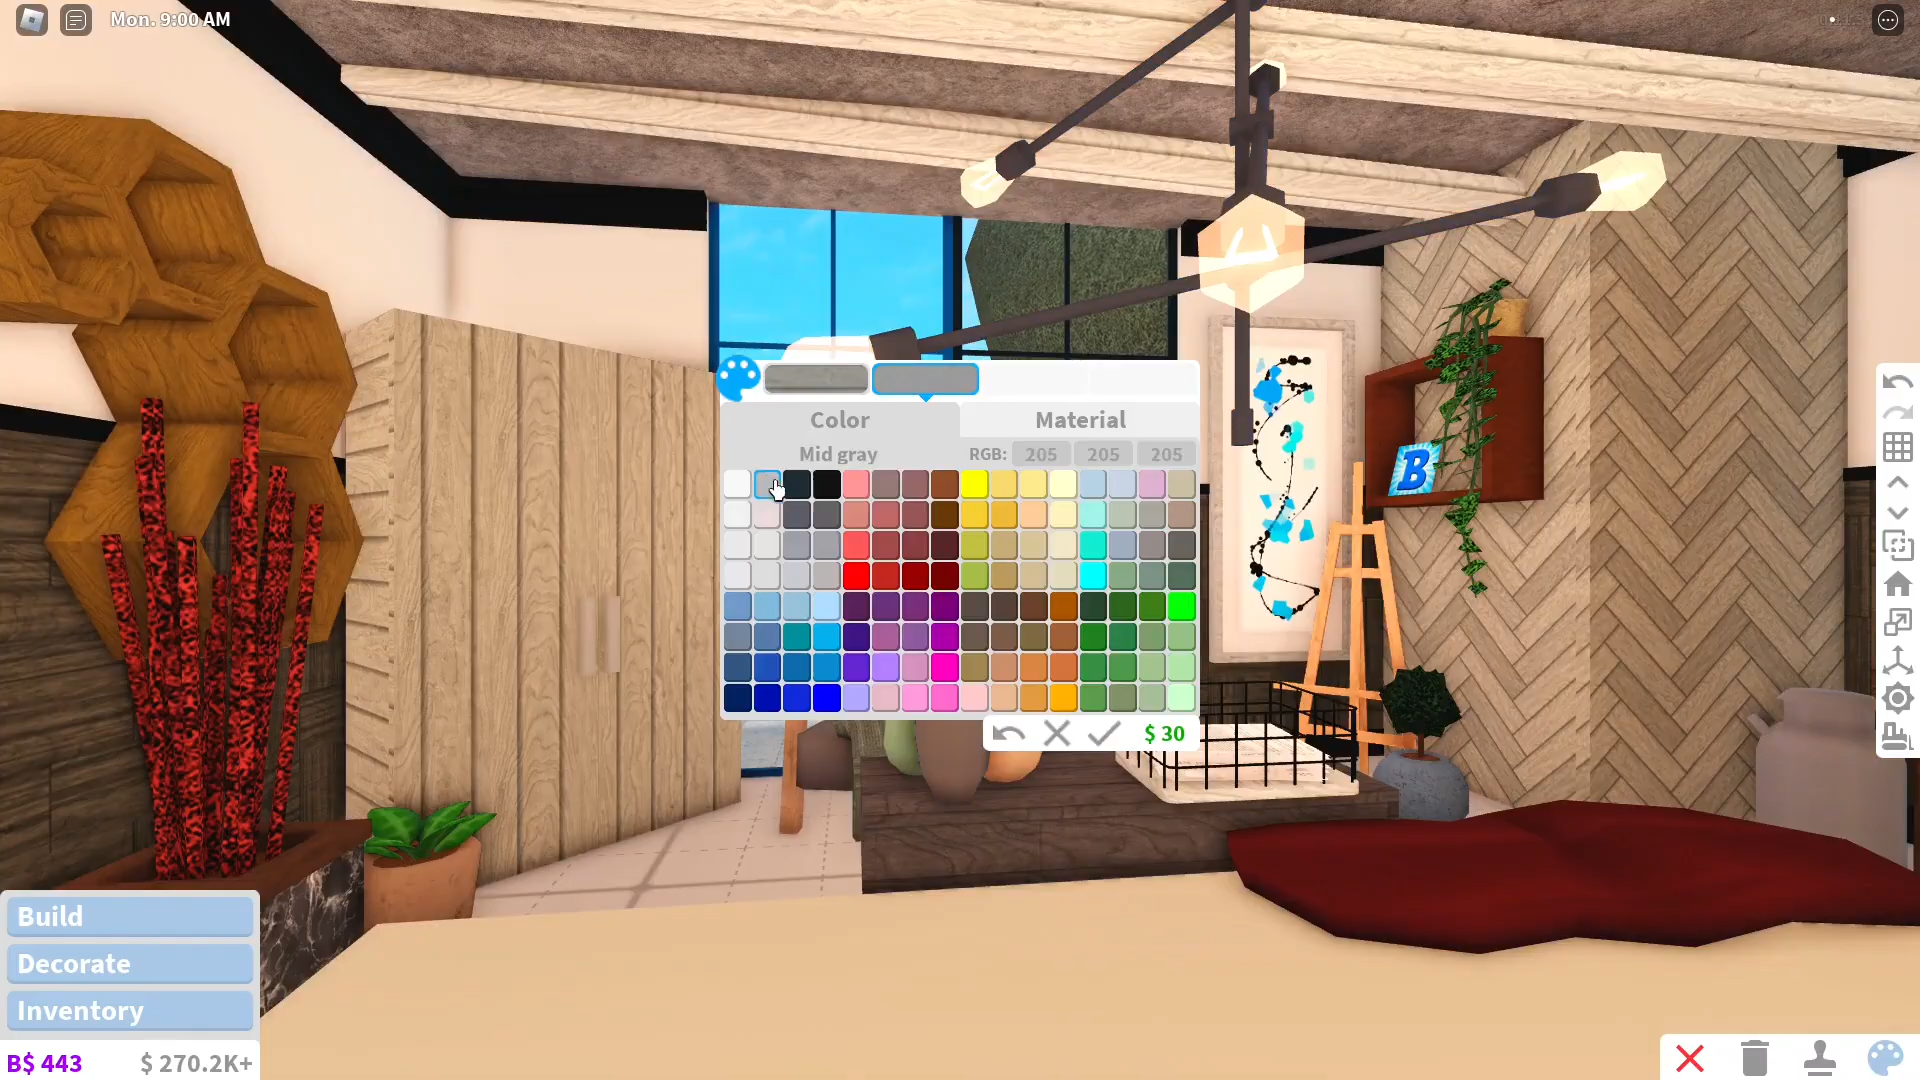 Mon. 9:00 AM
Color
Material
Mid gray
RGB: 205 205 205
B
$ 30
Build
Decorate
Inventory
B$ 443
$ 270.2K+